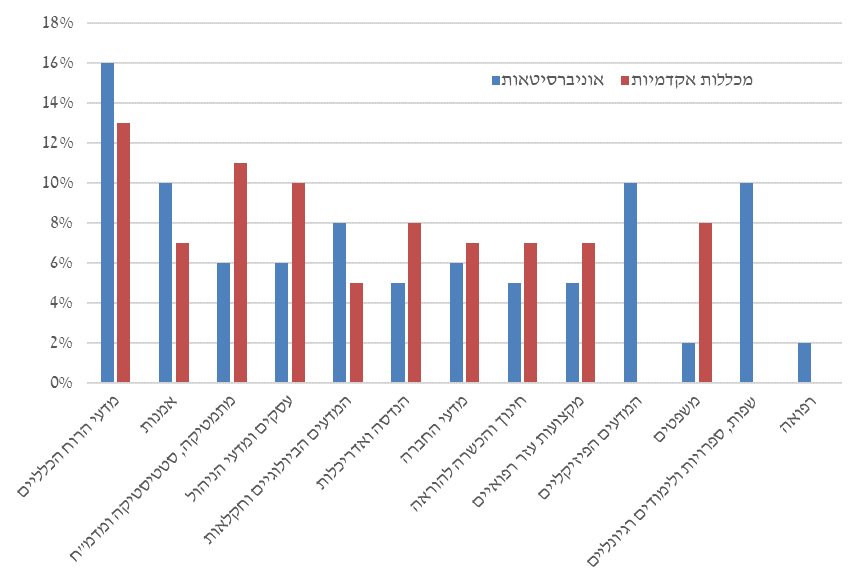 18%
16%
14%
12%
10%
8%
6%
4%
2%
0%
אוניברסיטאות
מכללות אקדמיות
מדעי הרוח הכלליים
אמנות
מתמטיקה, סטטיסטיקה ומדמ"ח
עסקים ומדעי הניהול
המדעים הביולוגיים וחקלאות
הנדסה ואדריכלות
מדעי החברה
חינוך והכשרה להוראה
מקצועות עזר רפואיים
המדעים הפיזיקליים
משפטים
שפות, ספרויות ולימודים רגיונליים
רפואה